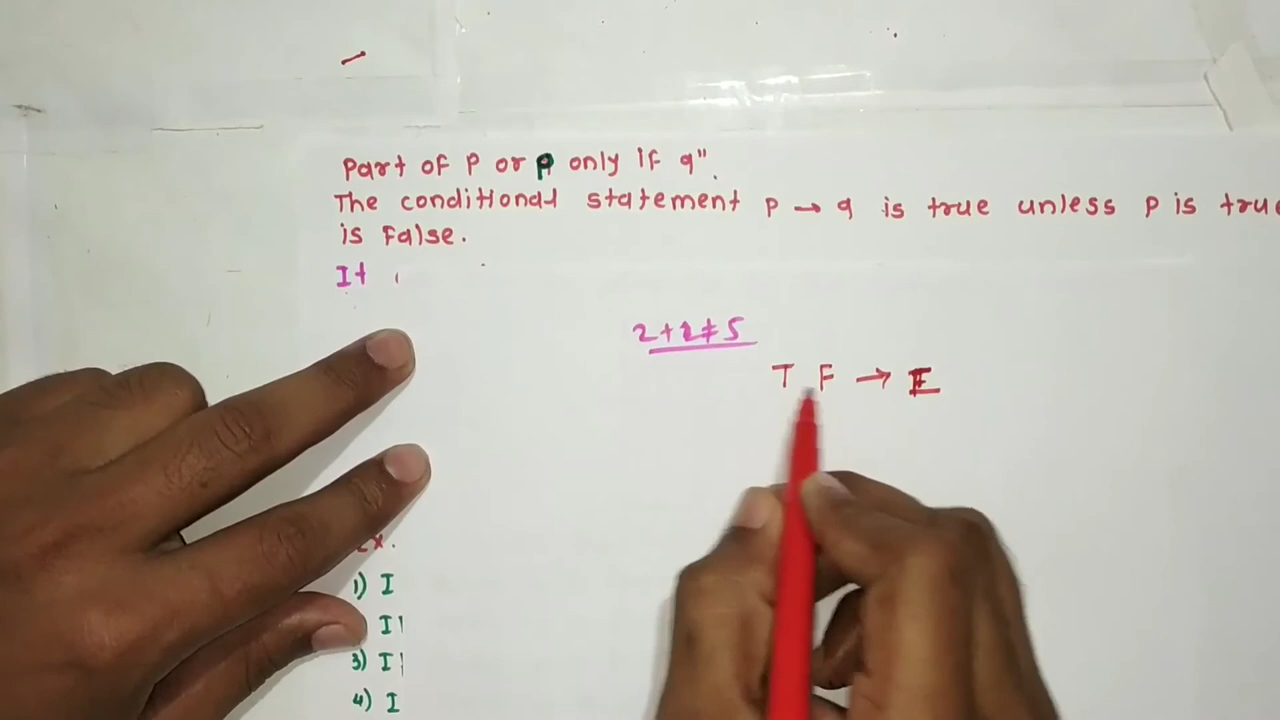 Part of P or p only if q".
The conditional statement p → q is true unless p is true
is False.
It
2+2≠5
T F → F
Ex.
1) I
I
3) I
4) I